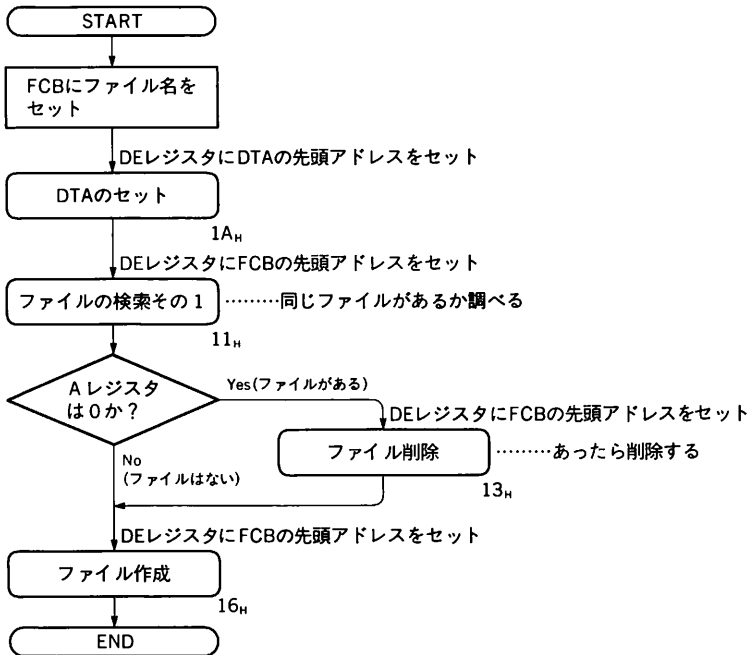 START
FCBにファイル名を
セット
DEレジスタにDTAの先頭アドレスをセット
DTAのセット
1AH
DEレジスタにFCBの先頭アドレスをセット
ファイルの検索その1 ………同じファイルがあるか調べる
11H
Aレジスタ
は0か?
Yes(ファイルがある)
DEレジスタにFCBの先頭アドレスをセット
ファイル削除 ………あったら削除する
13H
No
(ファイルはない)
DEレジスタにFCBの先頭アドレスをセット
ファイル作成
16H
END